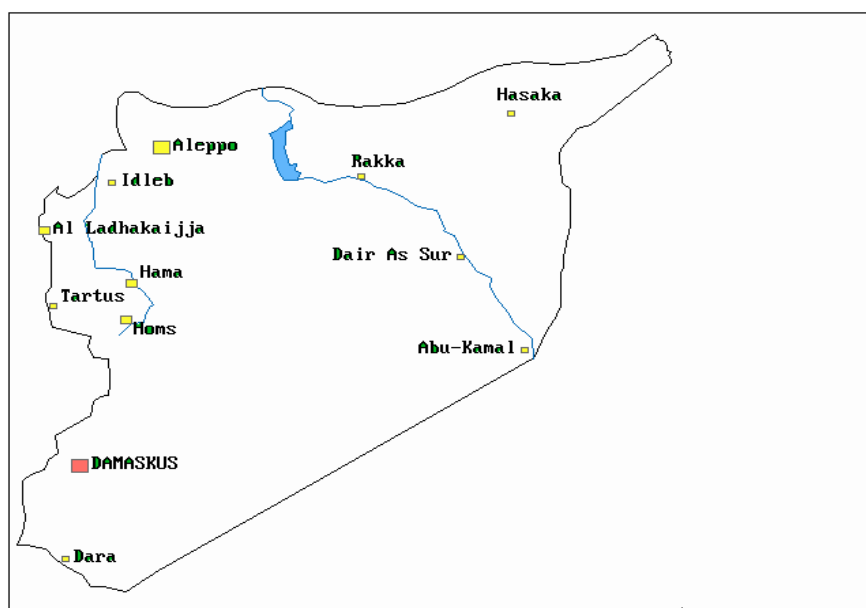 Hasaka
Aleppo
Rakka
Idleb
Al Ladhakaijja
Dair As Sur
Hama
Tartus
Homs
Abu-Kamal
DAMASKUS
Dara